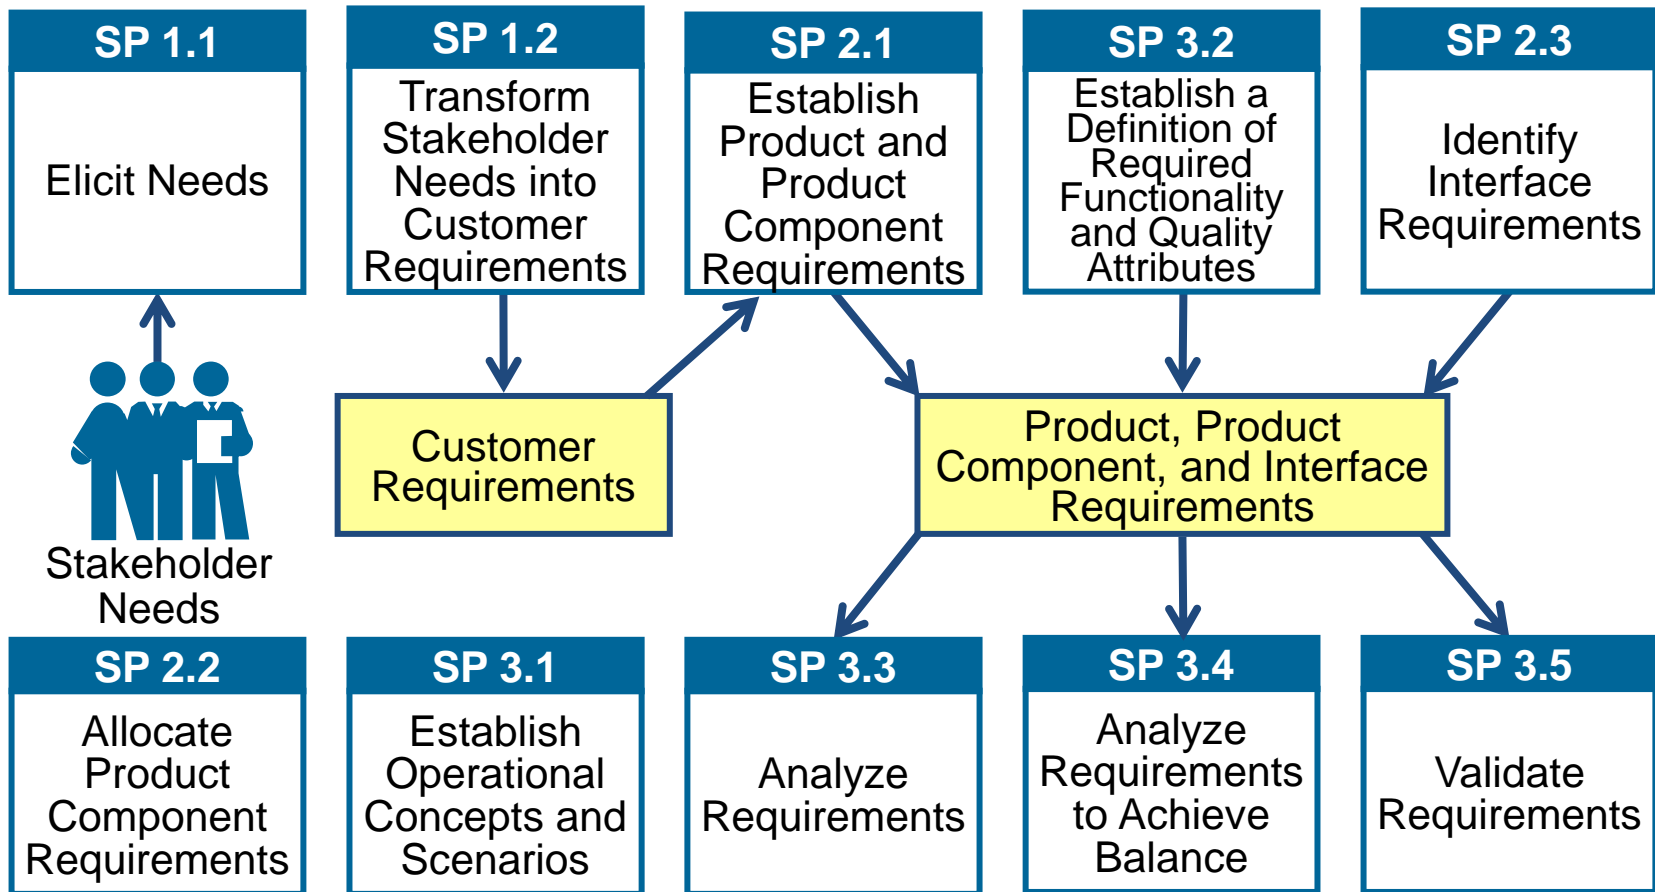 SP 1.1
Elicit Needs
SP 1.2
Transform
Stakeholder
Needs into
Customer
Requirements
SP 2.1
Establish
Product and
Product
Component
Requirements
SP 3.2
Establish a
Definition of
Required
Functionality
and Quality
Attributes
SP 2.3
Identify
Interface
Requirements
Stakeholder
Needs
Customer
Requirements
Product, Product
Component, and Interface
Requirements
SP 2.2
Allocate
Product
Component
Requirements
SP 3.1
Establish
Operational
Concepts and
Scenarios
SP 3.3
Analyze
Requirements
SP 3.4
Analyze
Requirements
to Achieve
Balance
SP 3.5
Validate
Requirements